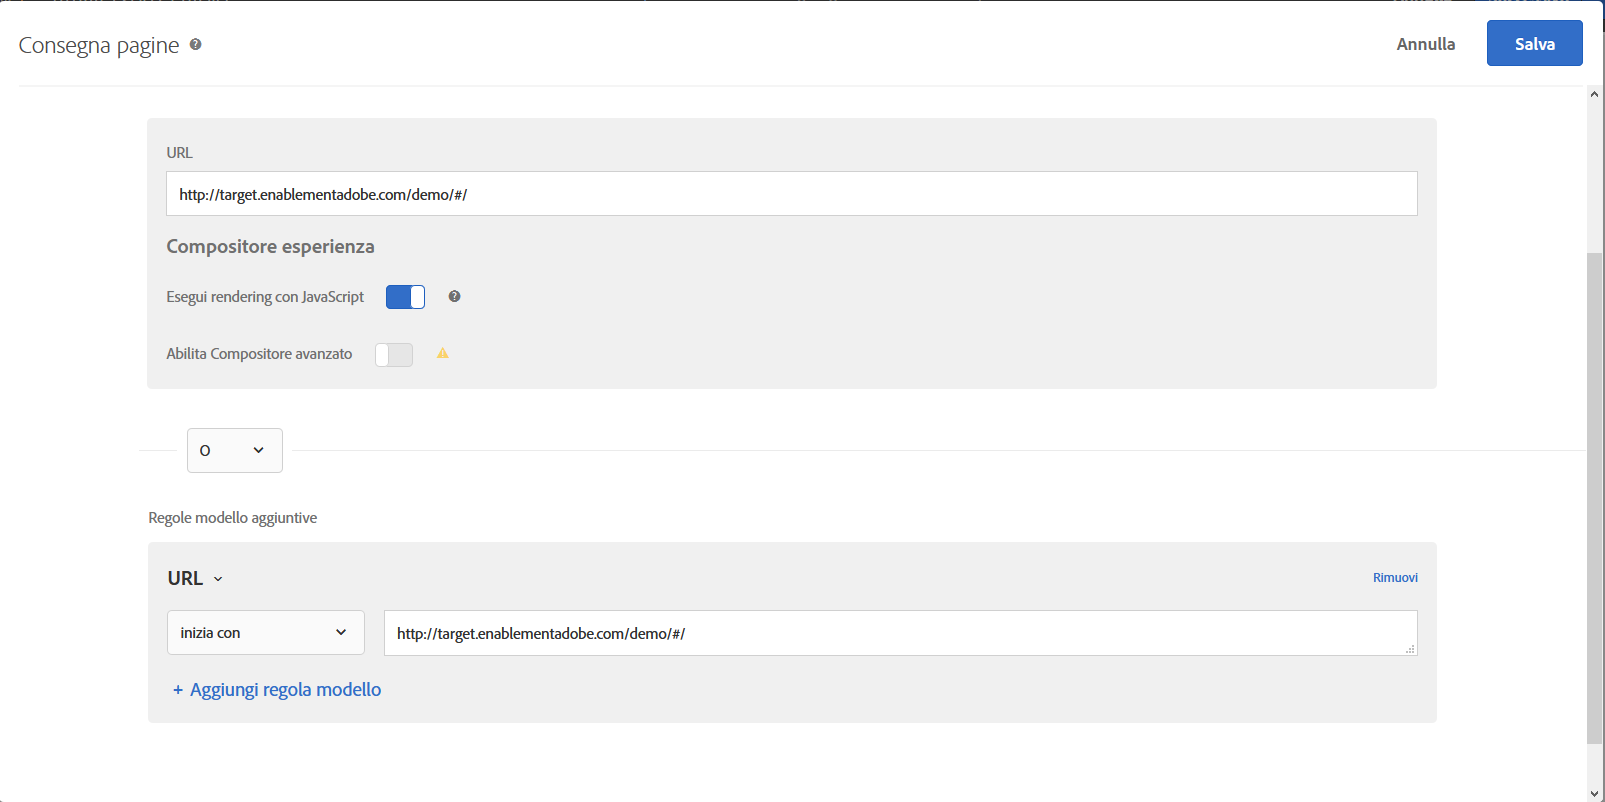 Consegna pagine
Annulla
Salva
URL
http://target.enablementadobe.com/demo/#/
Compositore esperienza
Esegui rendering con JavaScript
Abilita Compositore avanzato
O
Regole modello aggiuntive
URL
Rimuovi
inizia con
http://target.enablementadobe.com/demo/#/
+ Aggiungi regola modello